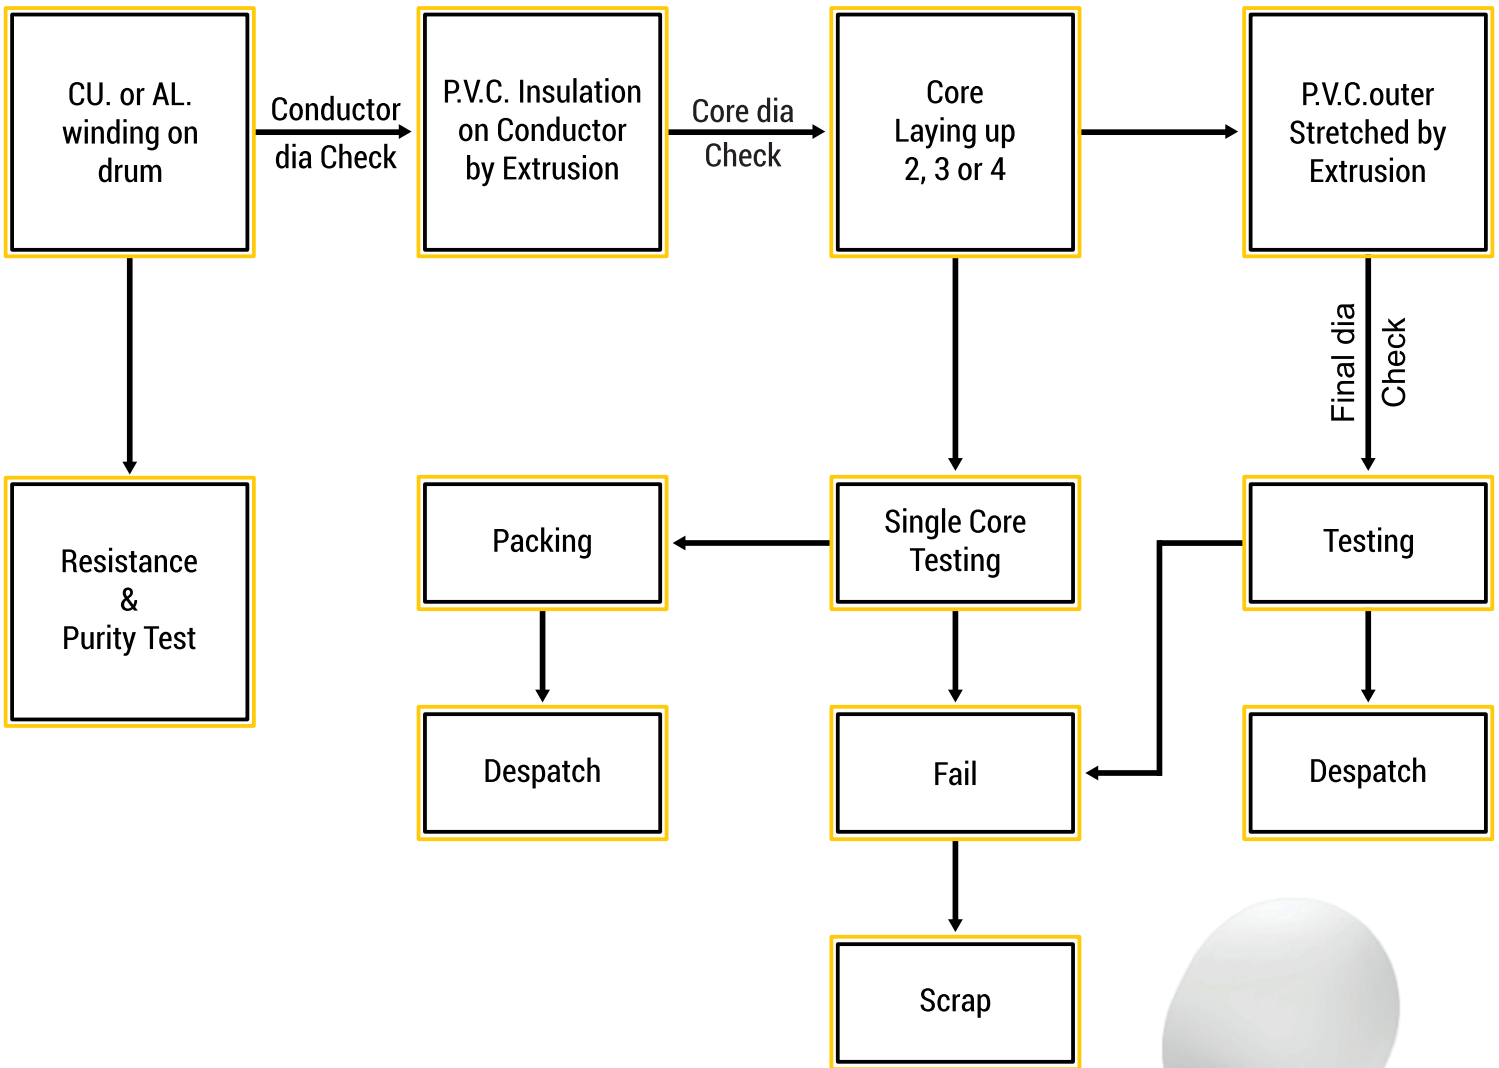 CU. or AL.
winding on
drum
Conductor
dia Check
P.V.C. Insulation
on Conductor
by Extrusion
Core dia
Check
Core
Laying up
2, 3 or 4
P.V.C.outer
Stretched by
Extrusion
Final dia
Check
Resistance
&
Purity Test
Packing
Single Core
Testing
Testing
Despatch
Fail
Despatch
Scrap